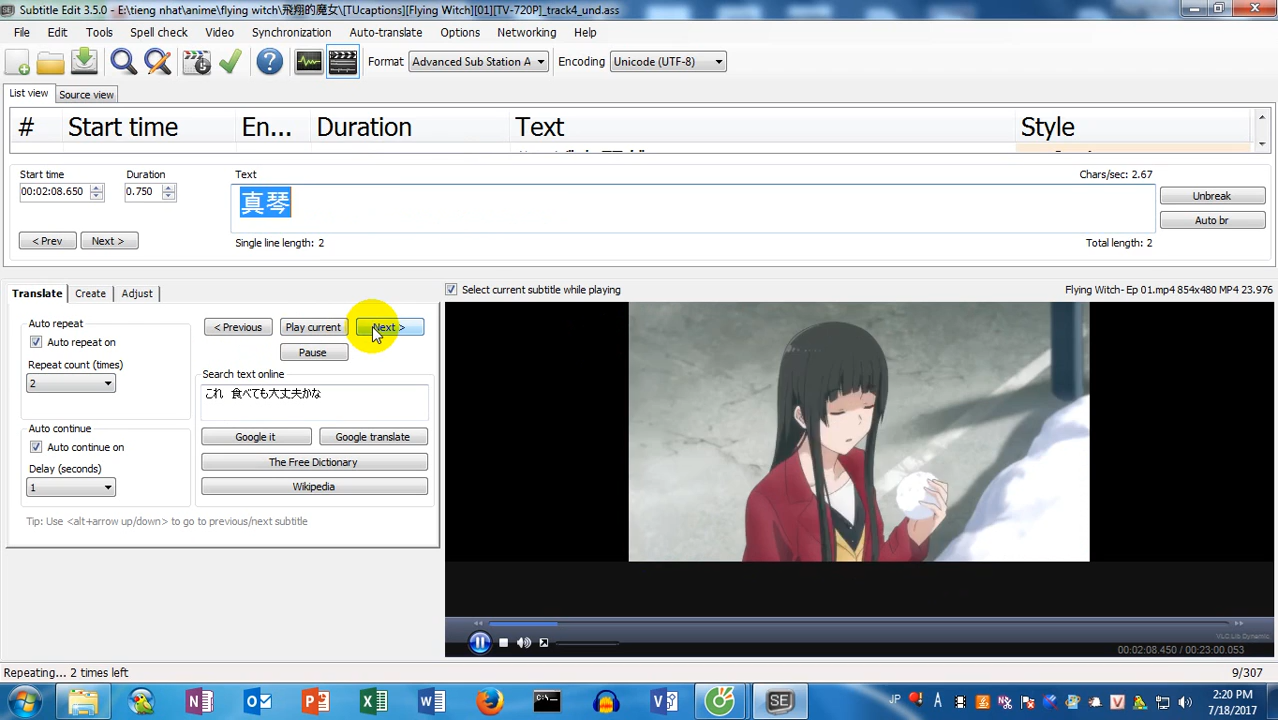 Subtitle Edit 3.5.0 - E:\tieng nhat\anime\flying witch\飛翔的魔女\[TUcaptions][Flying Witch][01][TV-720P]_track4_und.ass
File Edit Tools Spell check Video Synchronization Auto-translate Options Networking Help
Format Advanced Sub Station A Encoding Unicode (UTF-8)
List view Source view
# Start time En... Duration Text Style
Start time Duration Text Chars/sec: 2.67
00:02:08.650 0.750 真琴 Unbreak
Auto br
< Prev Next > Single line length: 2 Total length: 2
Translate Create Adjust
Select current subtitle while playing Flying Witch- Ep 01.mp4 854x480 MP4 23.976
Auto repeat
< Previous Play current Next >
Auto repeat on
Pause
Repeat count (times)
Search text online
2
これ 食べても大丈夫かな
Auto continue
Google it Google translate
Auto continue on
The Free Dictionary
Delay (seconds)
1
Wikipedia
Tip: Use <alt+arrow up/down> to go to previous/next subtitle
VLC Lib Dynamic
00:02:08.450 / 00:23:00.053
Repeating... 2 times left 9/307
JP A
2:20 PM
7/18/2017